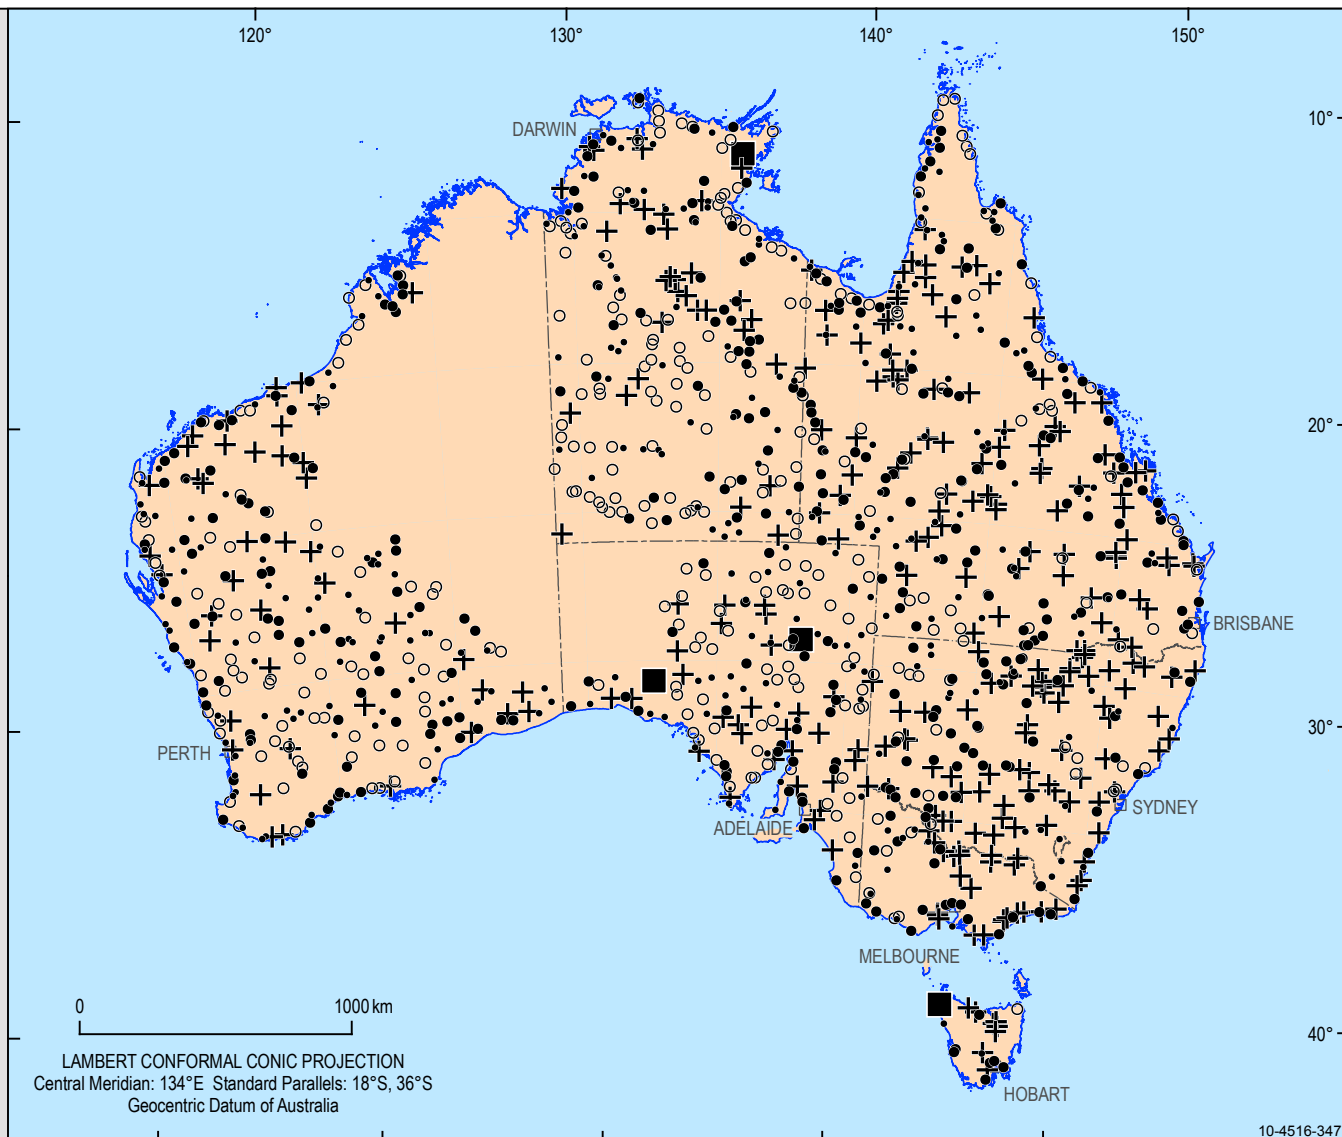 120° 130° 140° 150°
10°
DARWIN
20°
BRISBANE
30°
PERTH
SYDNEY
ADELAIDE
MELBOURNE
0 1000 km
40°
LAMBERT CONFORMAL CONIC PROJECTION
Central Meridian: 134°E Standard Parallels: 18°S, 36°S
Geocentric Datum of Australia
HOBART
10-4516-347